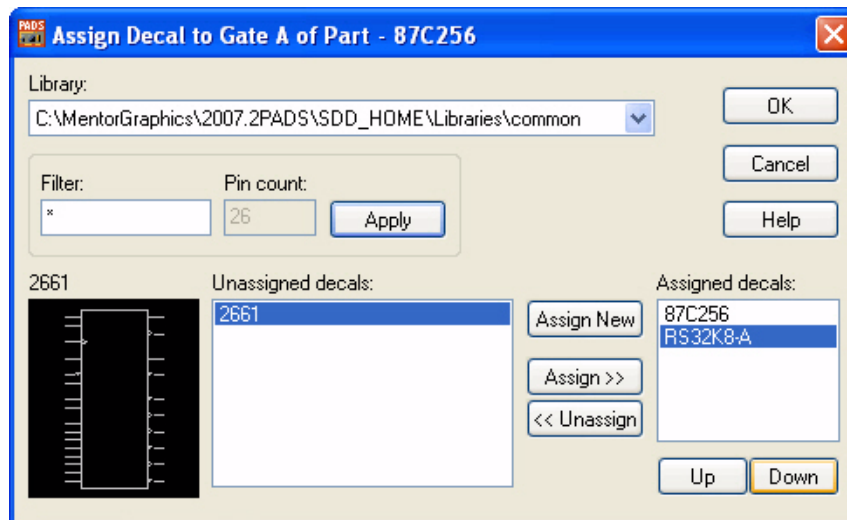 PADS
Assign Decal to Gate A of Part - 87C256
Library:
C:\MentorGraphics\2007.2PADS\SDD_HOME\Libraries\common
OK
Cancel
Help
Filter:
Pin count:
*
26
Apply
2661
Unassigned decals:
2661
Assign New
Assign >>
<< Unassign
Assigned decals:
87C256
RS32K8-A
Up
Down